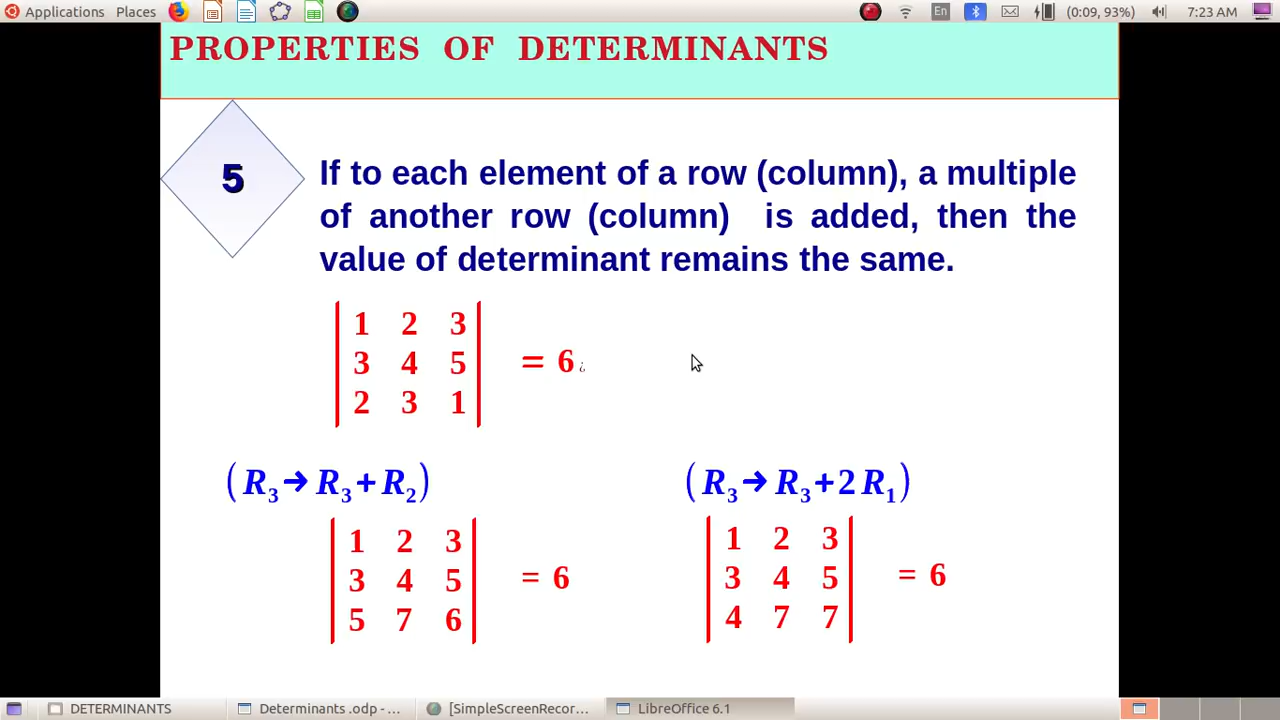 Applications Places En (0:09, 93%) 7:23 AM
PROPERTIES OF DETERMINANTS
5
If to each element of a row (column), a multiple
of another row (column) is added, then the
value of determinant remains the same.
1 2 3
3 4 5 = 6 ¿
2 3 1
(R₃ → R₃ + R₂) (R₃ → R₃ + 2 R₁)
1 2 3 1 2 3
3 4 5 = 6 3 4 5 = 6
5 7 6 4 7 7
DETERMINANTS Determinants .odp - ... [SimpleScreenRecor... LibreOffice 6.1